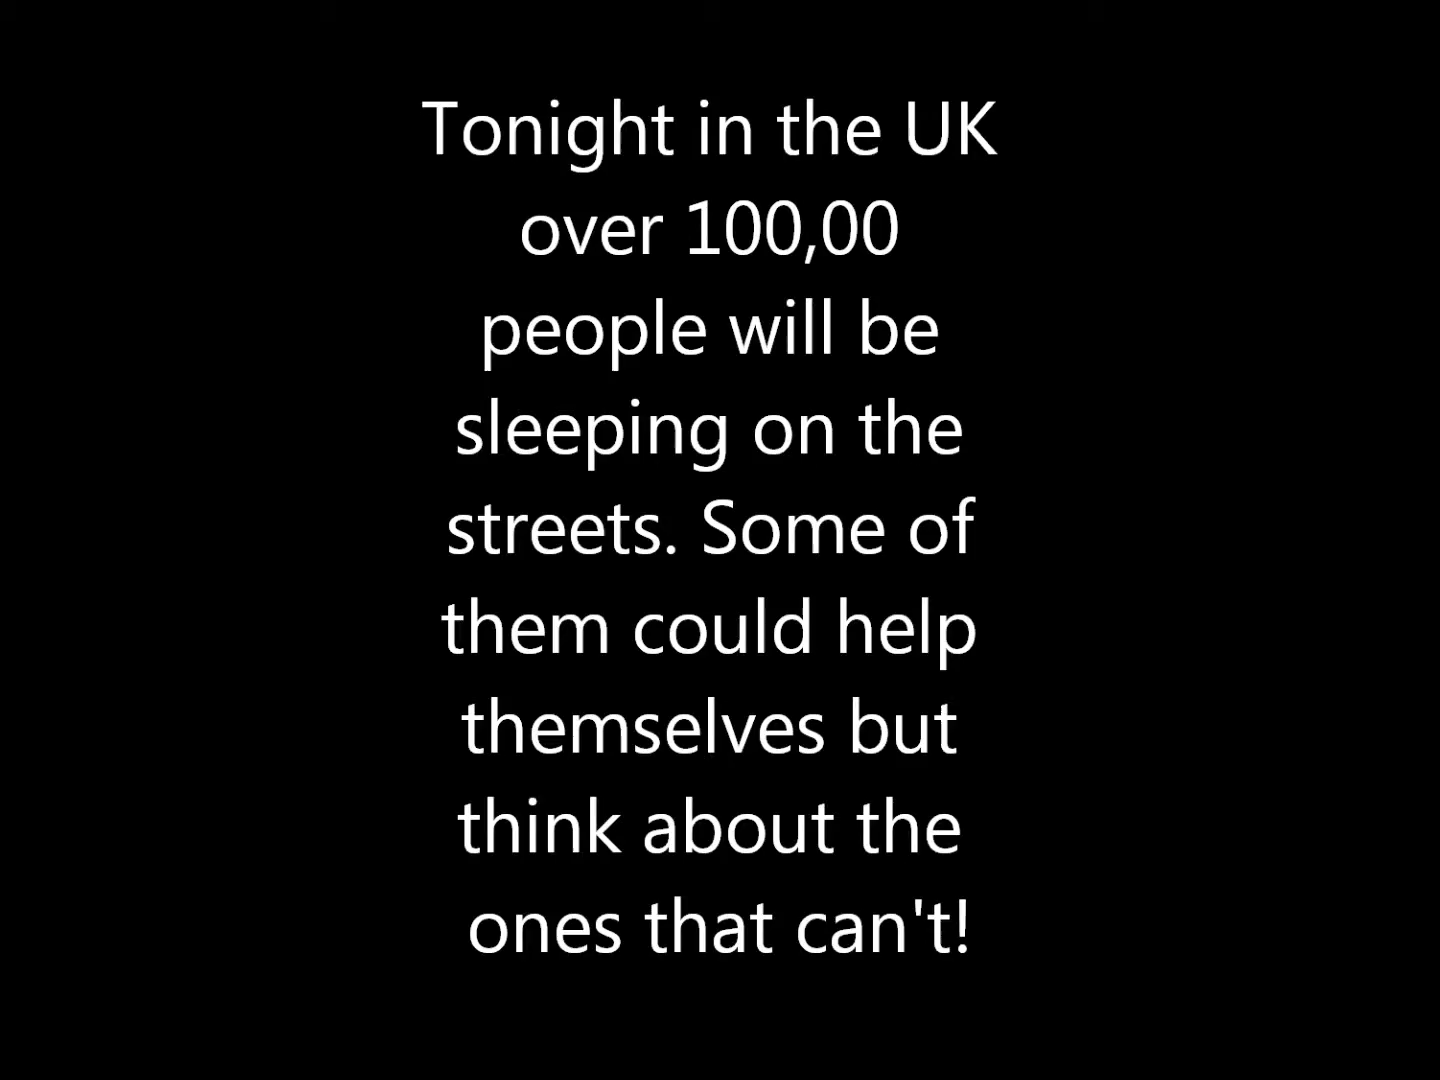 Tonight in the UK
over 100,00
people will be
sleeping on the
streets. Some of
them could help
themselves but
think about the
ones that can't!